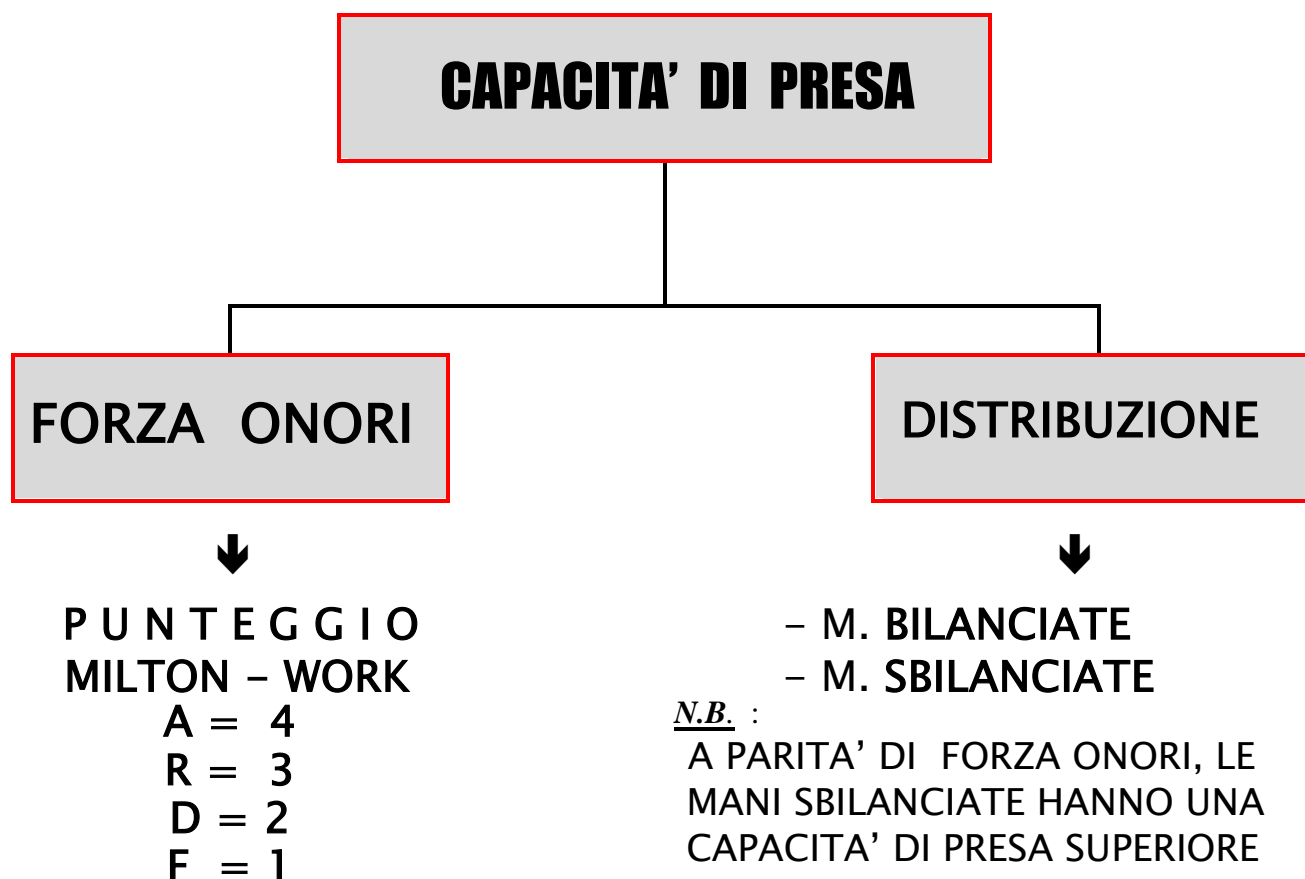 CAPACITA’ DI PRESA
FORZA ONORI
DISTRIBUZIONE
P U N T E G G I O
MILTON – WORK
A = 4
R = 3
D = 2
F = 1
– M. BILANCIATE
– M. SBILANCIATE
N.B. :
A PARITA’ DI FORZA ONORI, LE
MANI SBILANCIATE HANNO UNA
CAPACITA’ DI PRESA SUPERIORE